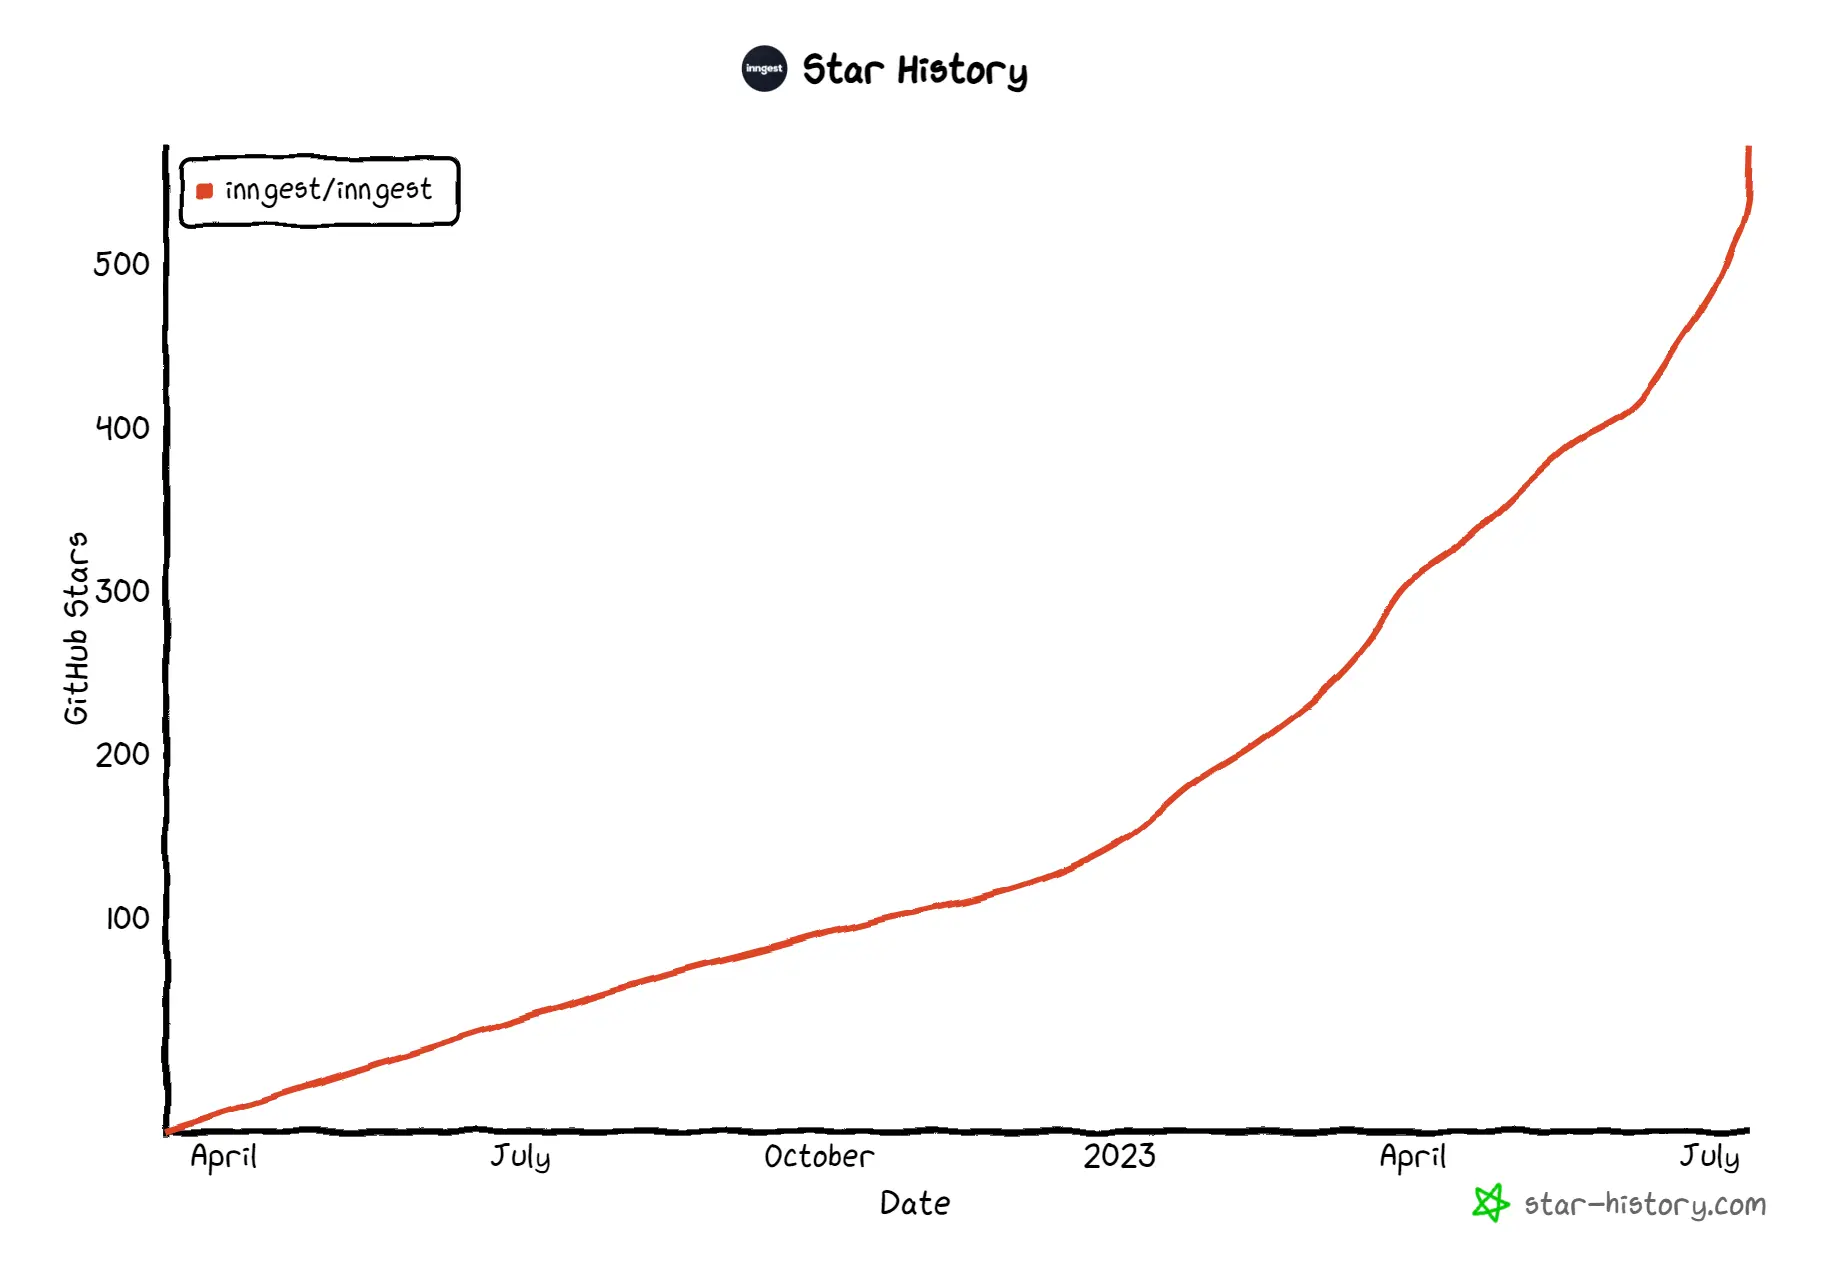 inngest
Star History
inngest/inngest
500
400
300
200
100
GitHub Stars
April
July
October
2023
April
July
Date
star-history.com